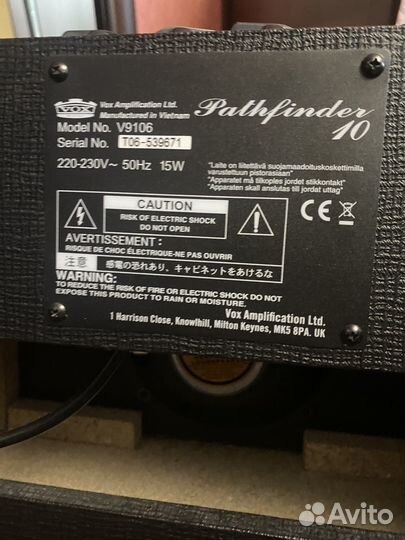 VOX
Vox Amplification Ltd.
Manufactured in Vietnam
Pathfinder
10
Model No. V9106
Serial No. T06-539671
220-230V~ 50Hz 15W
"Laite on liitettävä suojamaadoituskoskettimilla
varustettuun pistorasiaan"
"Apparatet må tilkoples jordet stikkontakt"
"Apparaten skall anslutas till jordat uttag"
CAUTION
RISK OF ELECTRIC SHOCK
DO NOT OPEN
AVERTISSEMENT :
RISQUE DE CHOC ÉLECTRIQUE-NE PAS OUVRIR
注意 感電の恐れあり、キャビネットをあけるな
WARNING:
TO REDUCE THE RISK OF FIRE OR ELECTRIC SHOCK DO NOT
EXPOSE THIS PRODUCT TO RAIN OR MOISTURE.
CE
Vox Amplification Ltd.
1 Harrison Close, Knowlhill, Milton Keynes, MK5 8PA. UK
Avito